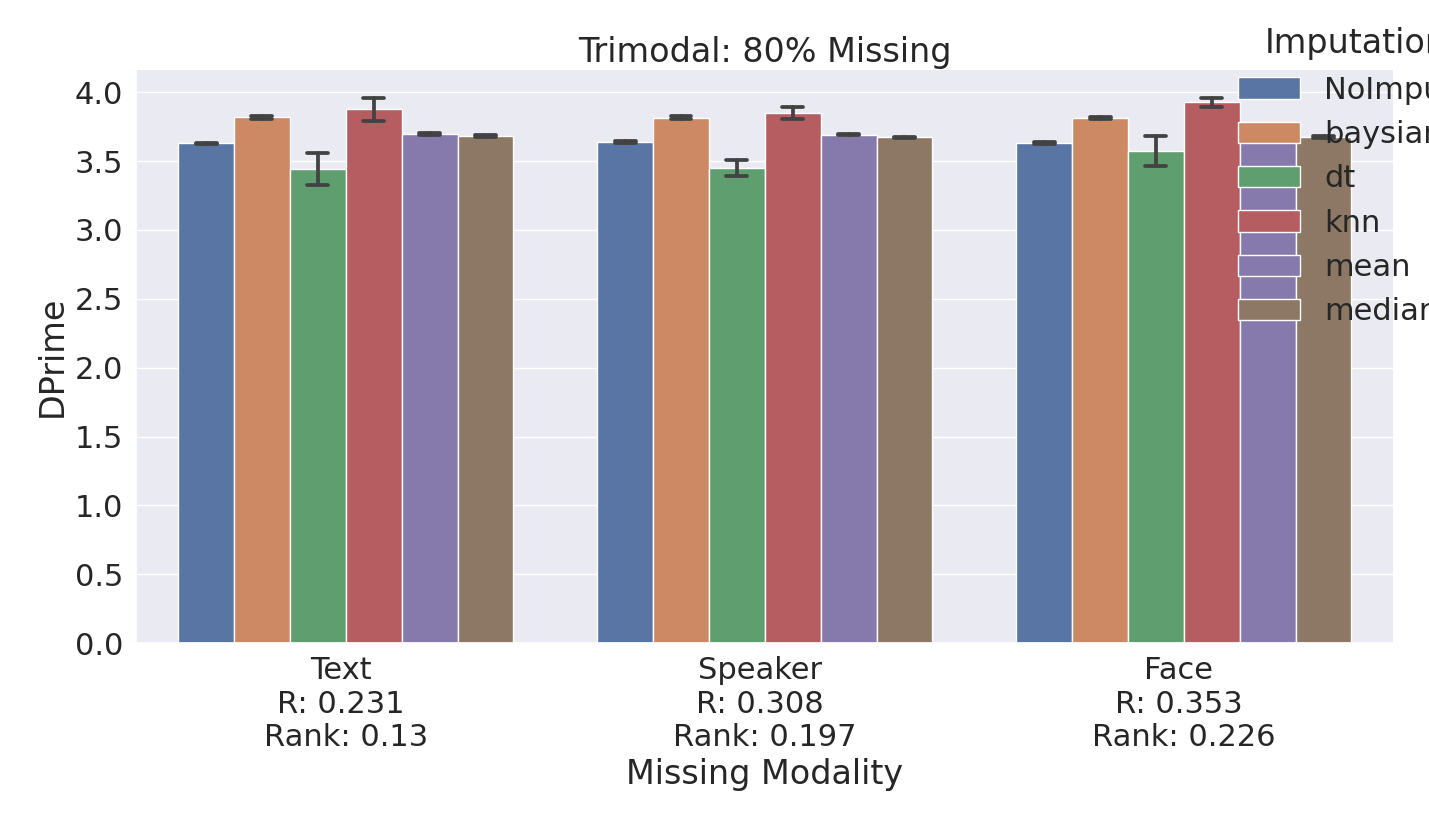 Trimodal: 80% Missing
Imputation
NoImpu
baysian
dt
knn
mean
median
DPrime
4.0
3.5
3.0
2.5
2.0
1.5
1.0
0.5
0.0
Text
R: 0.231
Rank: 0.13
Speaker
R: 0.308
Rank: 0.197
Face
R: 0.353
Rank: 0.226
Missing Modality